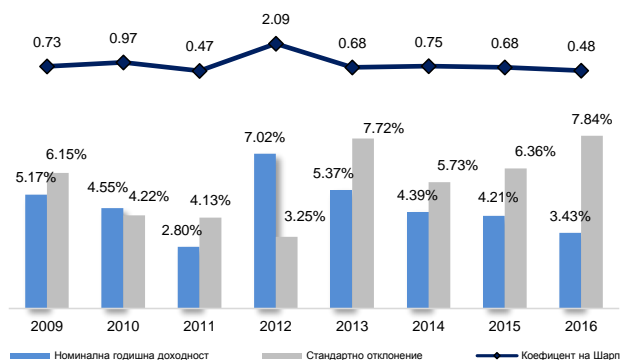 2.09
0.73 0.97 0.47 0.68 0.75 0.68 0.48
7.84%
7.72%
7.02%
6.15% 6.36%
5.73%
5.17% 5.37%
4.55% 4.22% 4.13% 4.39% 4.21%
3.25% 3.43%
2.80%
2009 2010 2011 2012 2013 2014 2015 2016
Номинална годишна доходност Стандартно отклонение Коефицент на Шарп